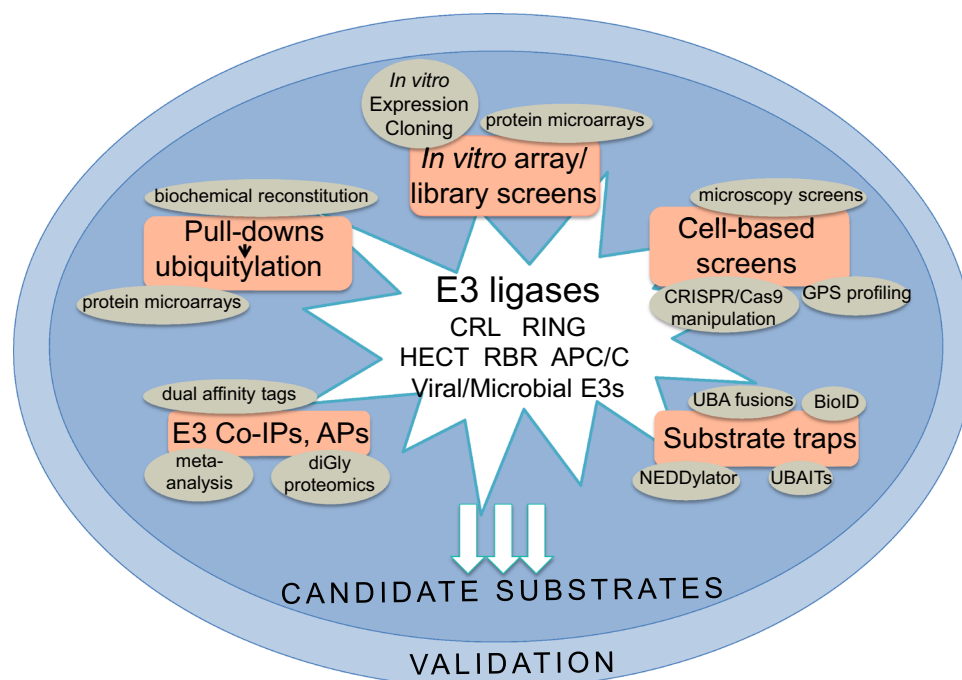 In vitro
Expression
Cloning
protein microarrays
In vitro array/
library screens
biochemical reconstitution
Pull-downs
ubiquitylation
protein microarrays
microscopy screens
Cell-based
screens
CRISPR/Cas9
manipulation
GPS profiling
E3 ligases
CRL RING
HECT RBR APC/C
Viral/Microbial E3s
dual affinity tags
E3 Co-IPs, APs
meta-
analysis
diGly
proteomics
UBA fusions
BioID
Substrate traps
NEDDylator
UBAITs
CANDIDATE SUBSTRATES
VALIDATION